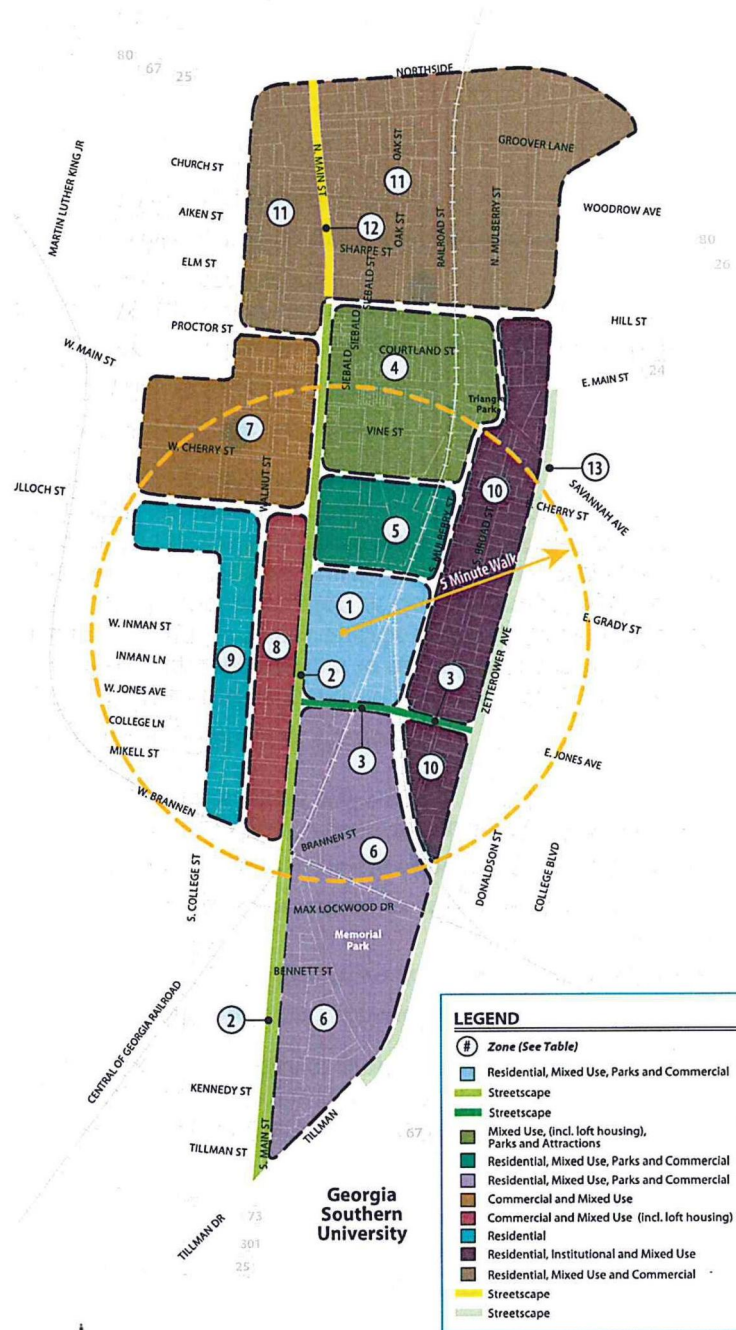 NORTHSIDE
80
67
25
MARTIN LUTHER KING JR
CHURCH ST
AIKEN ST
ELM ST
PROCTOR ST
W. MAIN ST
N. MAIN ST
OAK ST
OAK ST
GROOVER LANE
11
11
12
SHARPE ST
SIEBALD ST
SIEBALD ST
SIEBALD
RAILROAD ST
N. MULBERRY ST
WOODROW AVE
80
26
HILL ST
24
E. MAIN ST
COURTLAND ST
4
Triangle
Park
VINE ST
7
W. CHERRY ST
WALNUT ST
JLLOCH ST
5
S. MULBERRY ST
10
S. BROAD ST
13
SAVANNAH AVE
CHERRY ST
5 Minute Walk
1
2
3
3
8
9
10
E. GRADY ST
ZETTEROWER AVE
W. INMAN ST
INMAN LN
W. JONES AVE
COLLEGE LN
MIKELL ST
W. BRANNEN
E. JONES AVE
BRANNEN ST
6
S. COLLEGE ST
DONALDSON ST
COLLEGE BLVD
MAX LOCKWOOD DR
Memorial
Park
BENNETT ST
2
6
CENTRAL OF GEORGIA RAILROAD
KENNEDY ST
TILLMAN ST
S. MAIN ST
TILLMAN
67
TILLMAN DR
73
301
25
Georgia
Southern
University
LEGEND
# Zone (See Table)
Residential, Mixed Use, Parks and Commercial
Streetscape
Streetscape
Mixed Use, (incl. loft housing),
Parks and Attractions
Residential, Mixed Use, Parks and Commercial
Residential, Mixed Use, Parks and Commercial
Commercial and Mixed Use
Commercial and Mixed Use (incl. loft housing)
Residential
Residential, Institutional and Mixed Use
Residential, Mixed Use and Commercial
Streetscape
Streetscape